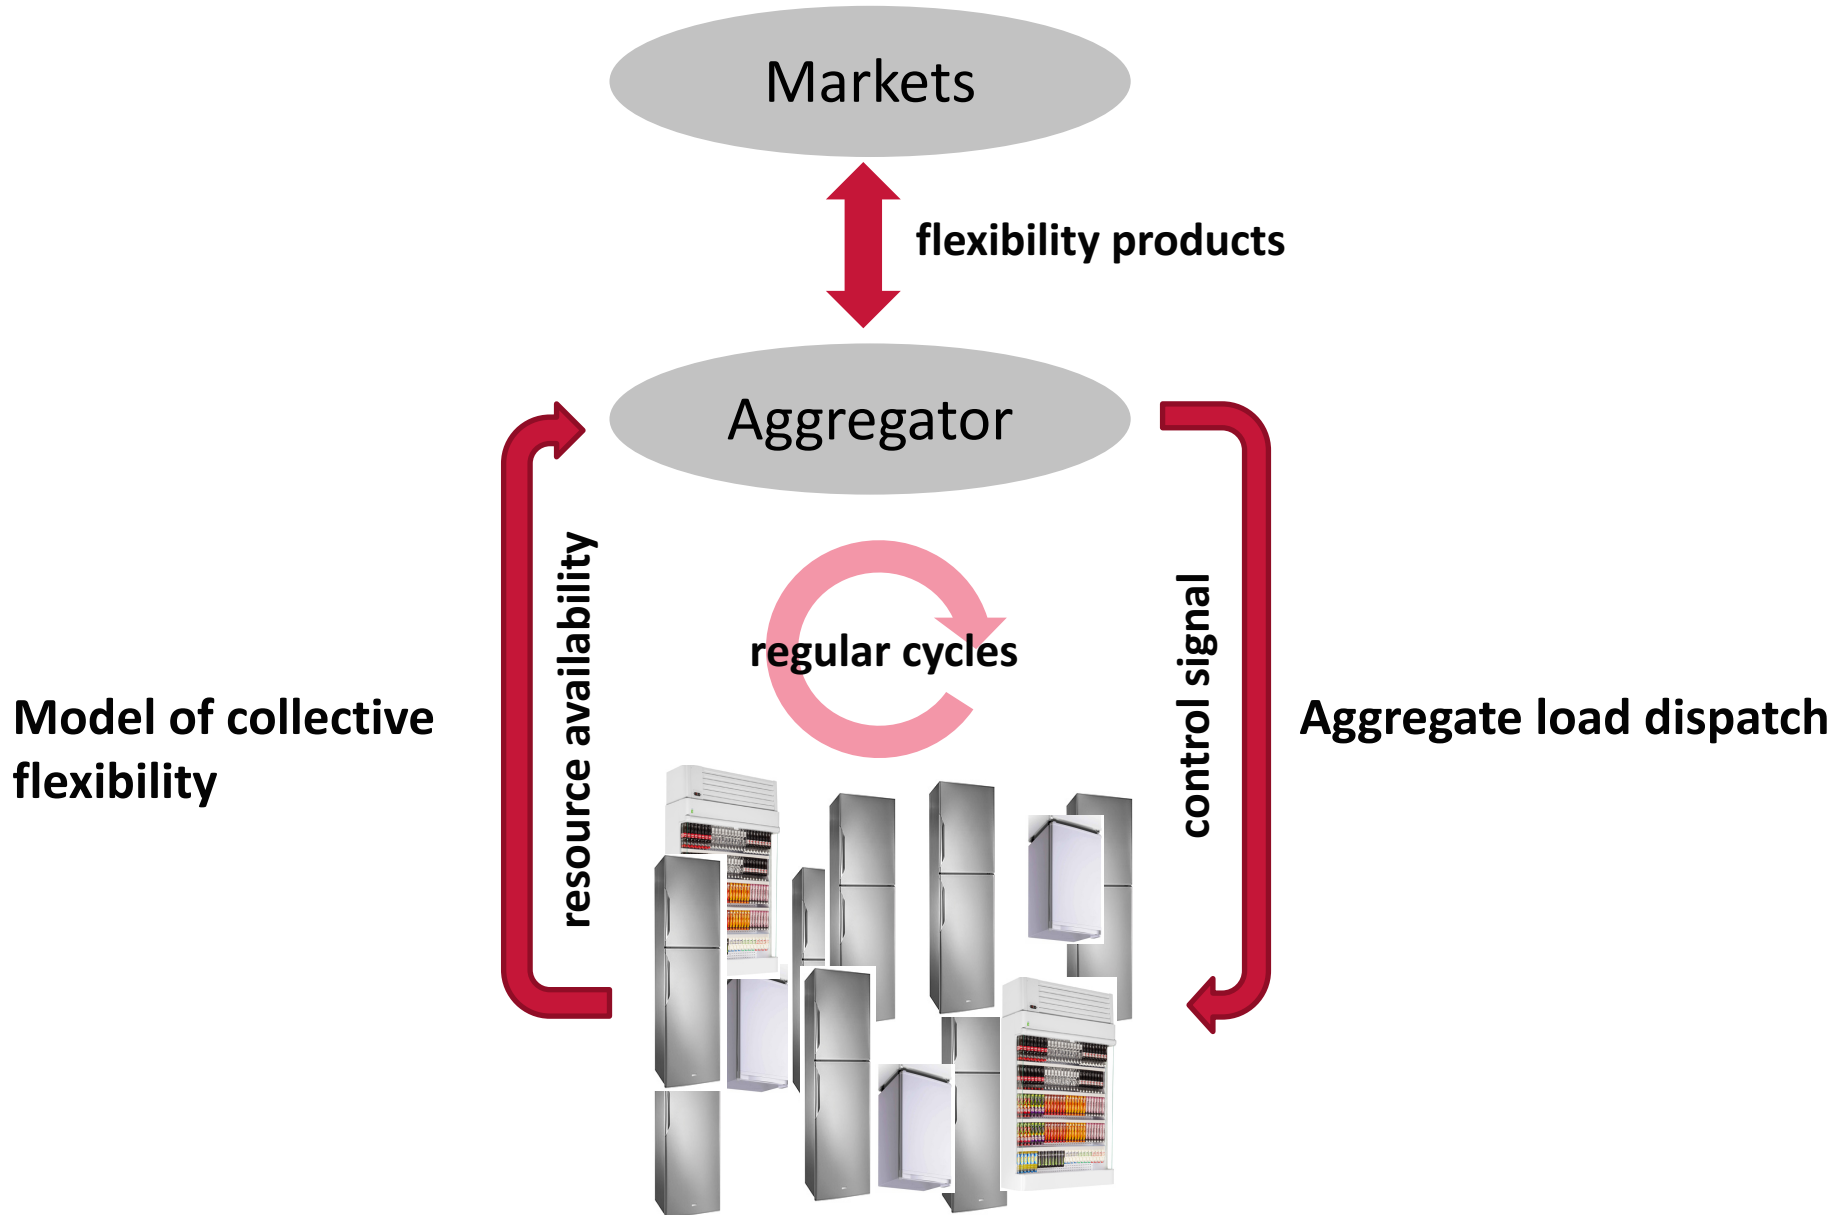 Markets
flexibility products
Aggregator
resource availability
regular cycles
control signal
Model of collective
flexibility
Aggregate load dispatch